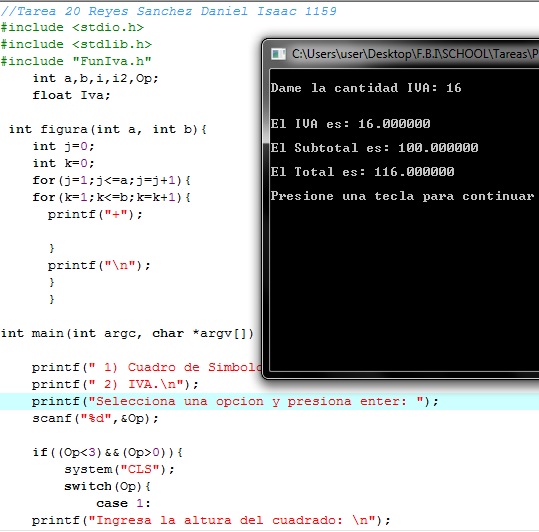 //Tarea 20 Reyes Sanchez Daniel Isaac 1159
#include <stdio.h>
#include <stdlib.h>
#include "FunIva.h"
int a,b,i,i2,Op;
float Iva;
int figura(int a, int b){
int j=0;
int k=0;
for(j=1;j<=a;j=j+1){
for(k=1;k<=b;k=k+1){
printf("+");
}
printf("\n");
}
}
int main(int argc, char *argv[])
printf(" 1) Cuadro de Simbolo
printf(" 2) IVA.\n");
printf("Selecciona una opcion y presiona enter: ");
scanf("%d",&Op);
if((Op<3)&&(Op>0)){
system("CLS");
switch(Op){
case 1:
printf("Ingresa la altura del cuadrado: \n");
C:\Users\user\Desktop\F.B.I\SCHOOL\Tareas\P
Dame la cantidad IVA: 16
El IVA es: 16.000000
El Subtotal es: 100.000000
El Total es: 116.000000
Presione una tecla para continuar